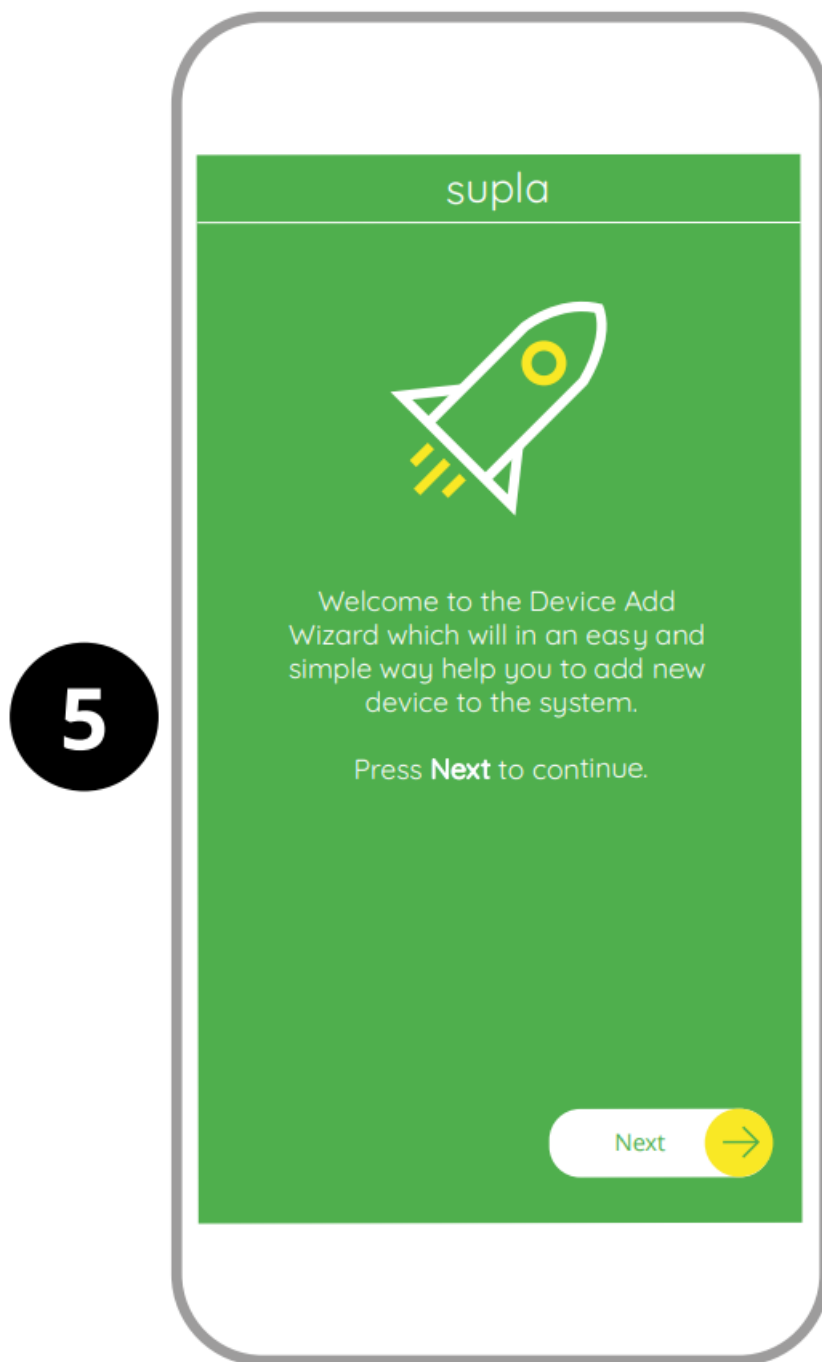 supla
Welcome to the Device Add
Wizard which will in an easy and
simple way help you to add new
device to the system.
Press Next to continue.
5
Next